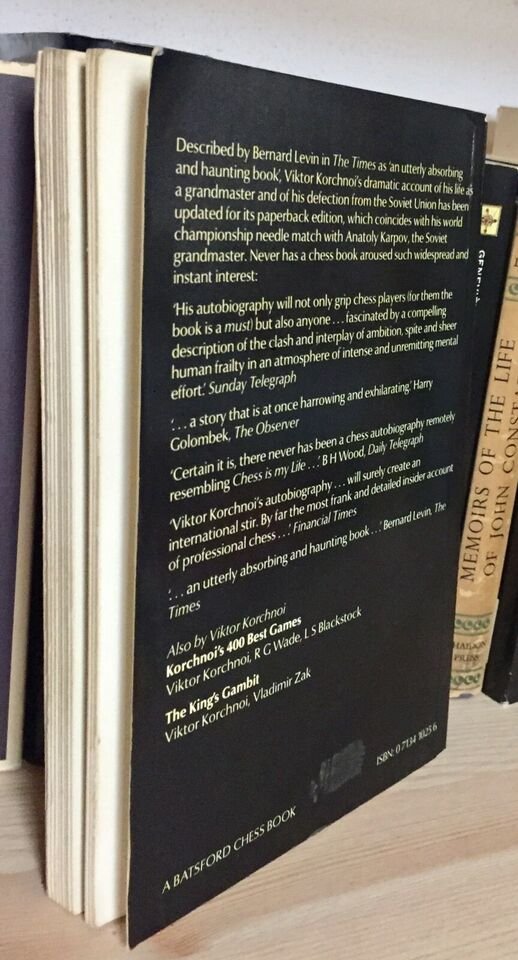 Described by Bernard Levin in The Times as 'an utterly absorbing
and haunting book', Viktor Korchnoi's dramatic account of his life as
a grandmaster and of his defection from the Soviet Union has been
updated for its paperback edition, which coincides with his world
championship needle match with Anatoly Karpov, the Soviet
grandmaster. Never has a chess book aroused such widespread and
instant interest:
'His autobiography will not only grip chess players (for them the
book is a must) but also anyone ... fascinated by a compelling
description of the clash and interplay of ambition, spite and sheer
human frailty in an atmosphere of intense and unremitting mental
effort.' Sunday Telegraph
'... a story that is at once harrowing and exhilarating.' Harry
Golombek, The Observer
'Certain it is, there never has been a chess autobiography remotely
resembling Chess is my Life ...' B H Wood, Daily Telegraph
'Viktor Korchnoi's autobiography ... will surely create an
international stir. By far the most frank and detailed insider account
of professional chess ...' Financial Times
'... an utterly absorbing and haunting book ...' Bernard Levin, The
Times
Also by Viktor Korchnoi
Korchnoi's 400 Best Games
Viktor Korchnoi, R G Wade, L S Blackstock
The King's Gambit
Viktor Korchnoi, Vladimir Zak
ISBN: 0 7134 1025 6
A BATSFORD CHESS BOOK
MEMOIRS OF THE LIFE
OF JOHN
PRESS